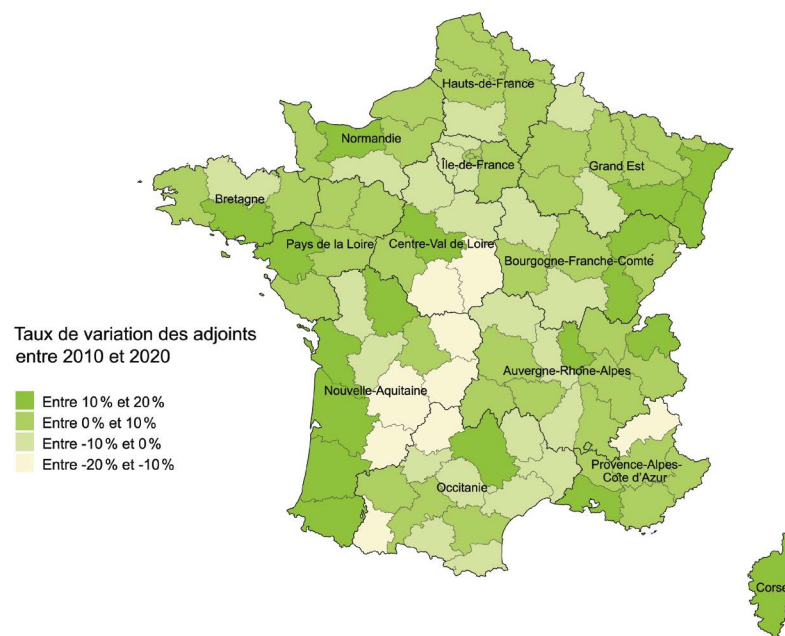 Hauts-de-France
Normandie
Île-de-France
Grand Est
Bretagne
Pays de la Loire
Centre-Val de Loire
Bourgogne-Franche-Comté
Taux de variation des adjoints
entre 2010 et 2020
Entre 10 % et 20 %
Entre 0 % et 10 %
Entre -10 % et 0 %
Entre -20 % et -10 %
Nouvelle-Aquitaine
Auvergne-Rhône-Alpes
Provence-Alpes-
Côte d'Azur
Occitanie
Corse